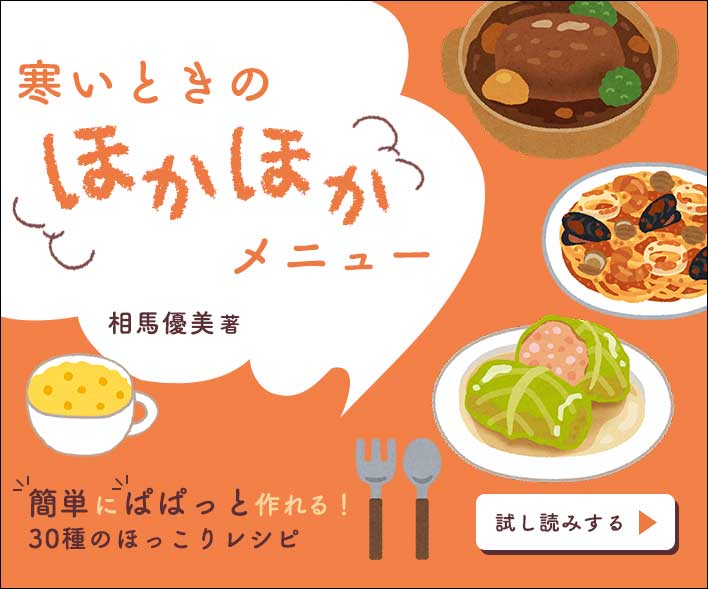 寒いときの
ほかほか
メニュー
相馬優美 著
簡単にぱぱっと作れる！
30種のほっこりレシピ
試し読みする